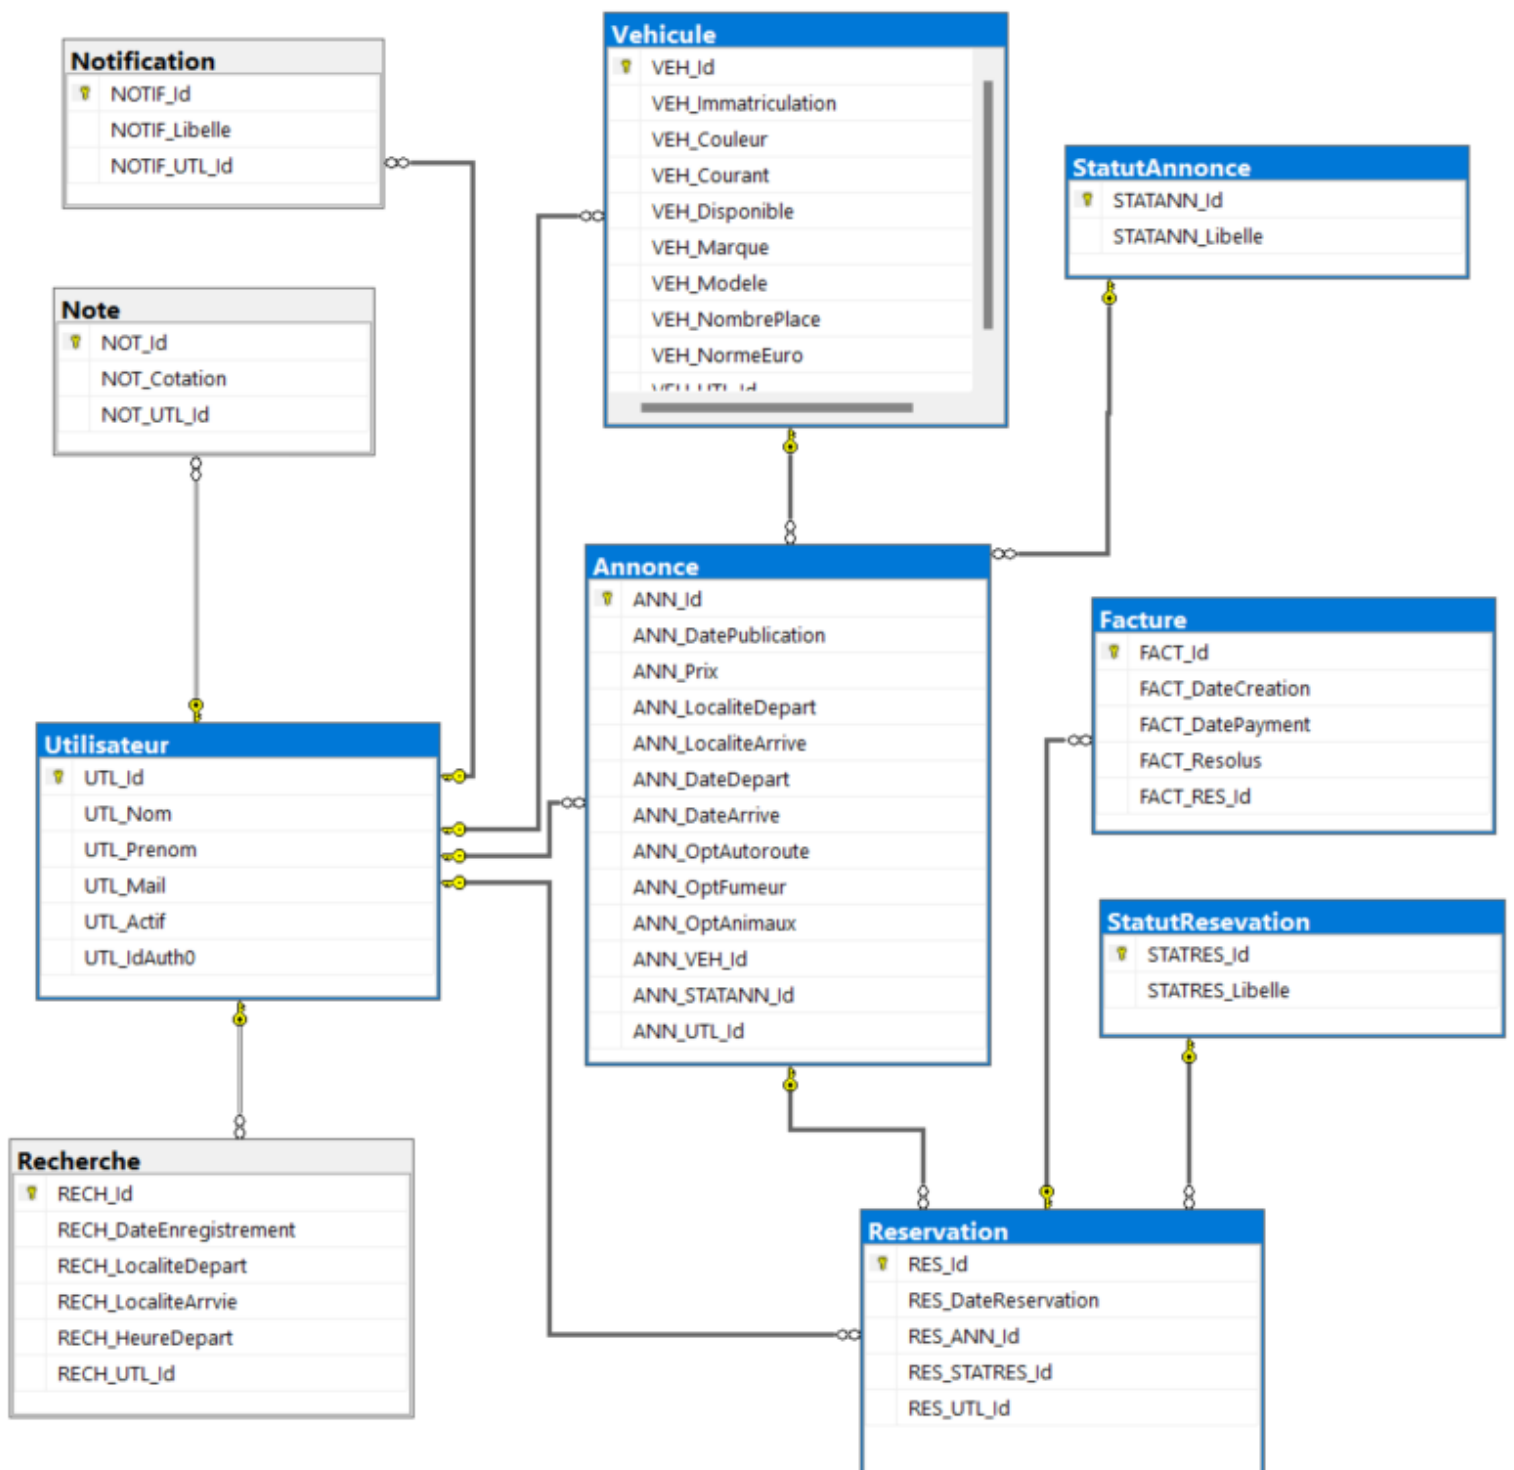 Notification
NOTIF_Id
NOTIF_Libelle
NOTIF_UTL_Id
Note
NOT_Id
NOT_Cotation
NOT_UTL_Id
Utilisateur
UTL_Id
UTL_Nom
UTL_Prenom
UTL_Mail
UTL_Actif
UTL_IdAuth0
Recherche
RECH_Id
RECH_DateEnregistrement
RECH_LocaliteDepart
RECH_LocaliteArrvie
RECH_HeureDepart
RECH_UTL_Id
Vehicule
VEH_Id
VEH_Immatriculation
VEH_Couleur
VEH_Courant
VEH_Disponible
VEH_Marque
VEH_Modele
VEH_NombrePlace
VEH_NormeEuro
VEH_UTL_Id
Annonce
ANN_Id
ANN_DatePublication
ANN_Prix
ANN_LocaliteDepart
ANN_LocaliteArrive
ANN_DateDepart
ANN_DateArrive
ANN_OptAutoroute
ANN_OptFumeur
ANN_OptAnimaux
ANN_VEH_Id
ANN_STATANN_Id
ANN_UTL_Id
StatutAnnonce
STATANN_Id
STATANN_Libelle
Facture
FACT_Id
FACT_DateCreation
FACT_DatePayment
FACT_Resolus
FACT_RES_Id
StatutResevation
STATRES_Id
STATRES_Libelle
Reservation
RES_Id
RES_DateReservation
RES_ANN_Id
RES_STATRES_Id
RES_UTL_Id